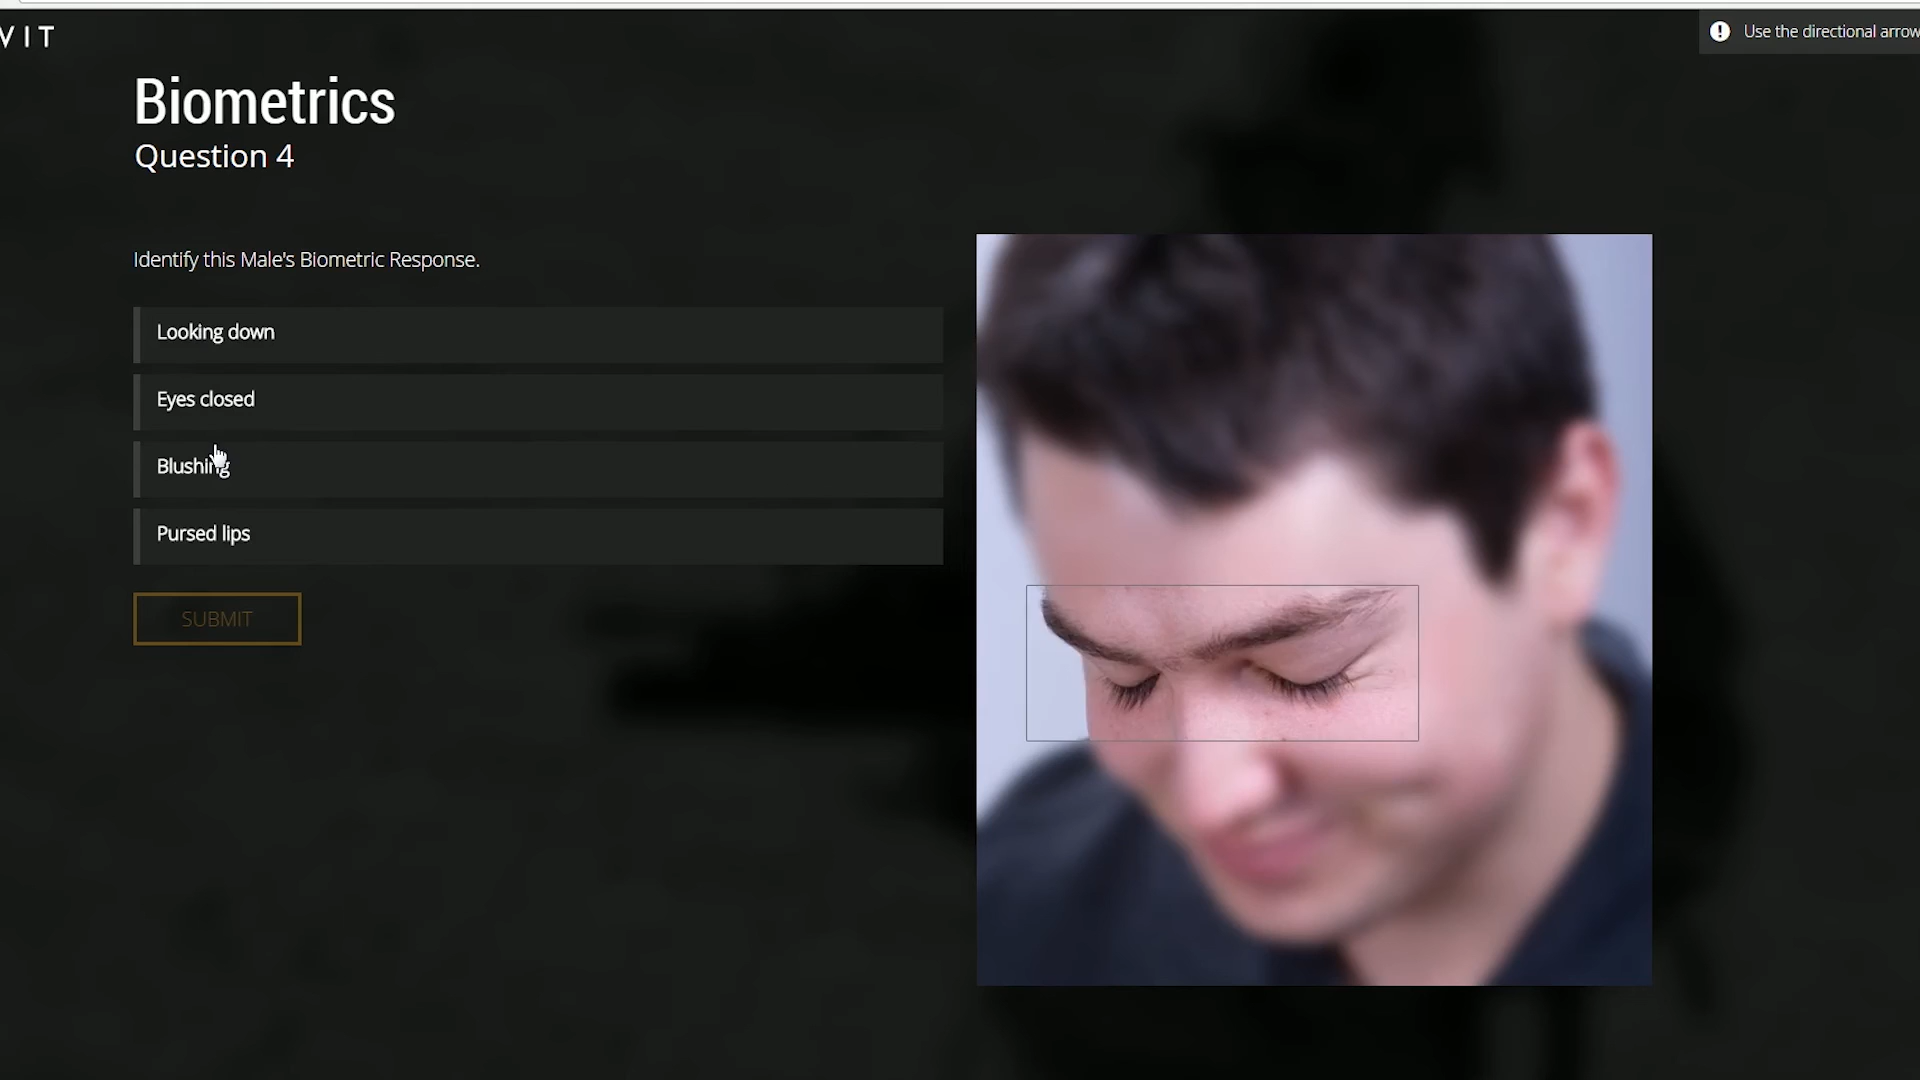 VIT
Use the directional arrow
Biometrics
Question 4
Identify this Male's Biometric Response.
Looking down
Eyes closed
Blushing
Pursed lips
SUBMIT